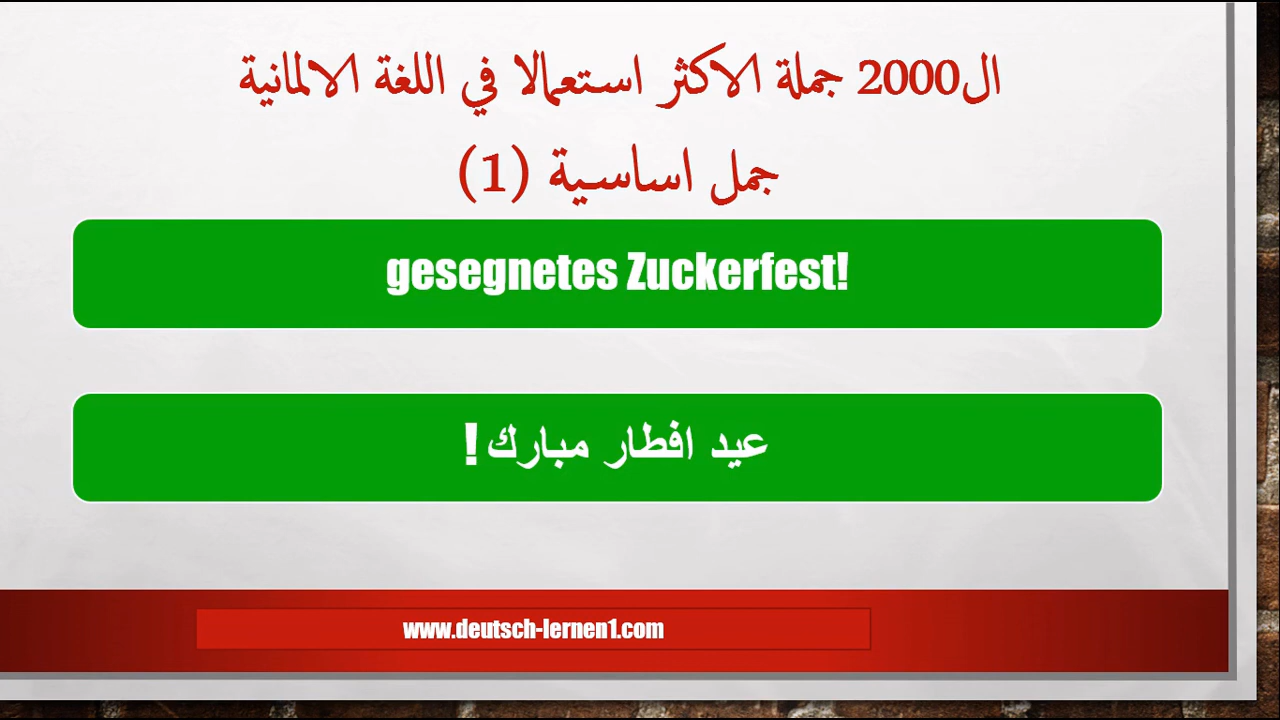 ال2000 جملة الاكثر استعمالا في اللغة الالمانية
جمل اساسية (1)
gesegnetes Zuckerfest!
عيد افطار مبارك !
www.deutsch-lernen1.com